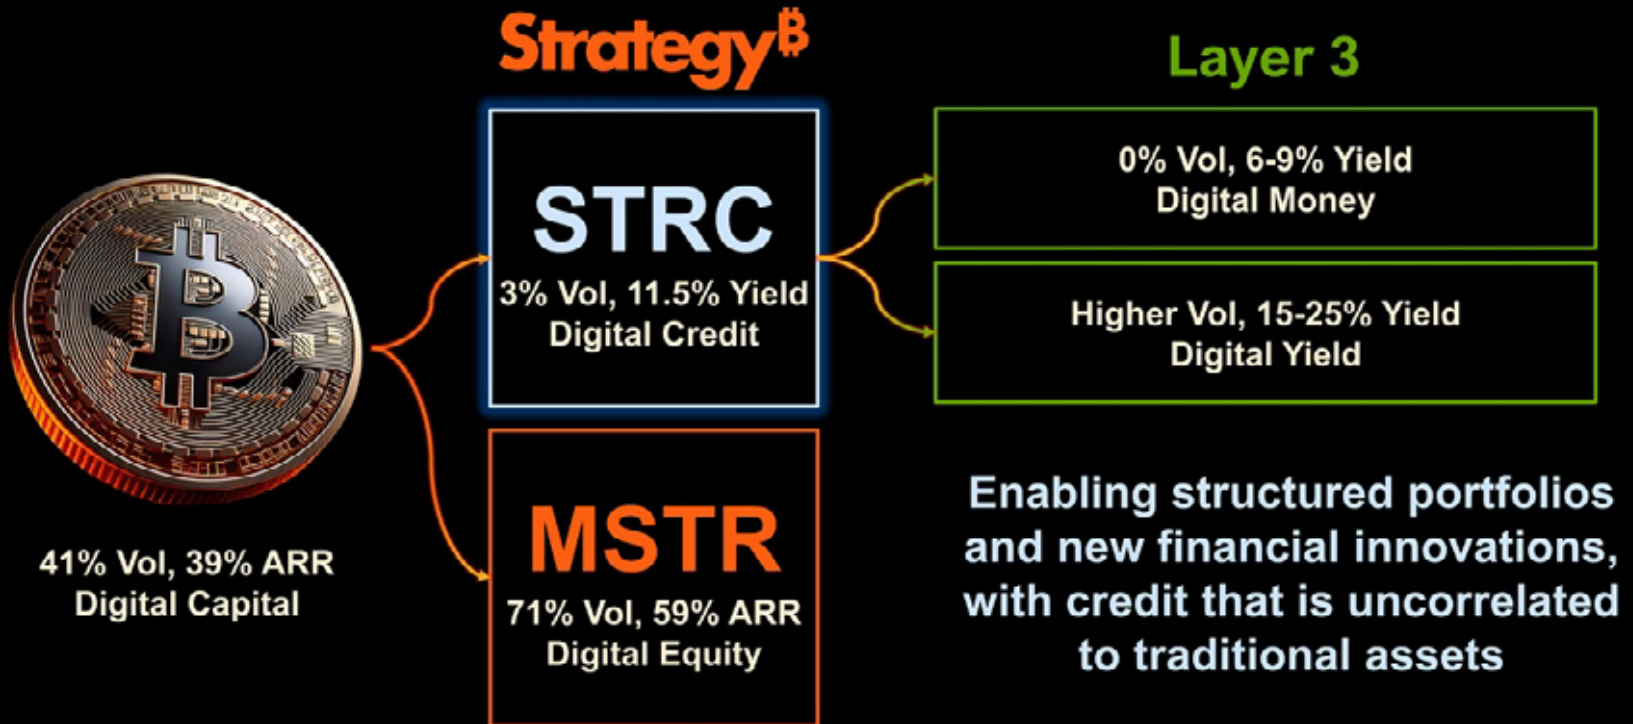 Strategy₿
Layer 3
STRC
3% Vol, 11.5% Yield
Digital Credit
0% Vol, 6-9% Yield
Digital Money
Higher Vol, 15-25% Yield
Digital Yield
41% Vol, 39% ARR
Digital Capital
MSTR
71% Vol, 59% ARR
Digital Equity
Enabling structured portfolios
and new financial innovations,
with credit that is uncorrelated
to traditional assets